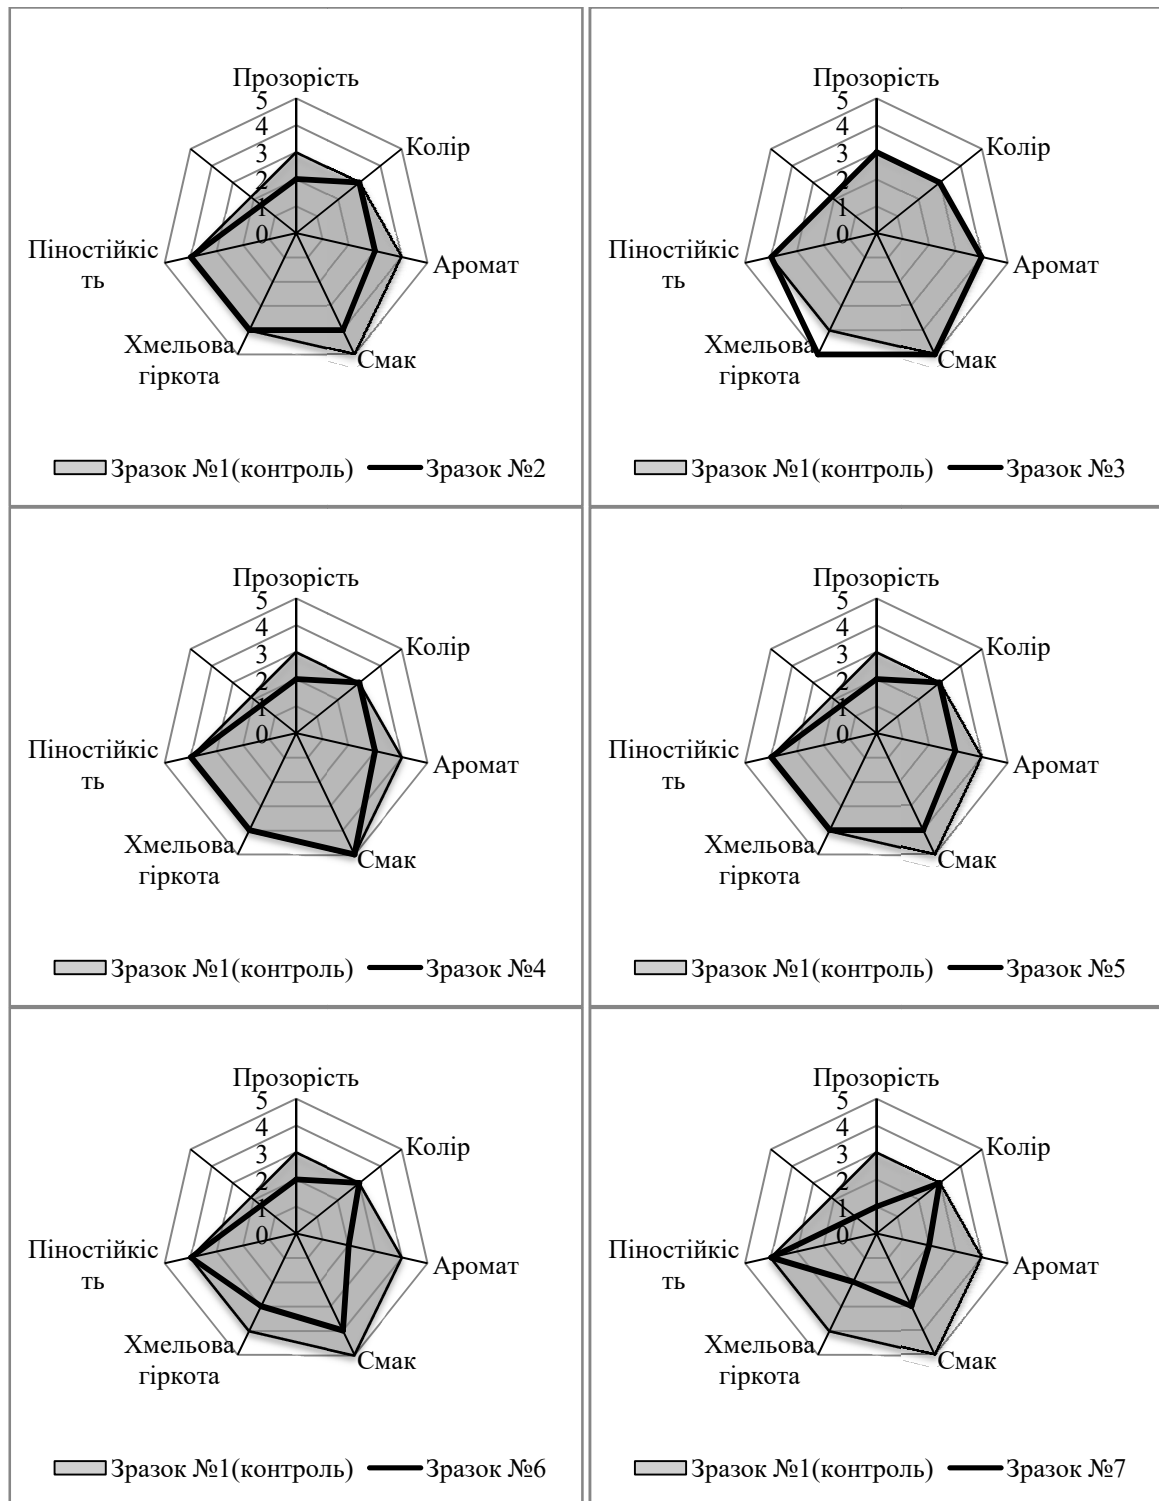 Прозорість
5
4
3
2
1
0
Колір
Аромат
Смак
Хмельова
гіркота
Піностійкіс
ть
Зразок №1(контроль) Зразок №2
Прозорість
5
4
3
2
1
0
Колір
Аромат
Смак
Хмельова
гіркота
Піностійкіс
ть
Зразок №1(контроль) Зразок №3
Прозорість
5
4
3
2
1
0
Колір
Аромат
Смак
Хмельова
гіркота
Піностійкіс
ть
Зразок №1(контроль) Зразок №4
Прозорість
5
4
3
2
1
0
Колір
Аромат
Смак
Хмельова
гіркота
Піностійкіс
ть
Зразок №1(контроль) Зразок №5
Прозорість
5
4
3
2
1
0
Колір
Аромат
Смак
Хмельова
гіркота
Піностійкіс
ть
Зразок №1(контроль) Зразок №6
Прозорість
5
4
3
2
1
0
Колір
Аромат
Смак
Хмельова
гіркота
Піностійкіс
ть
Зразок №1(контроль) Зразок №7